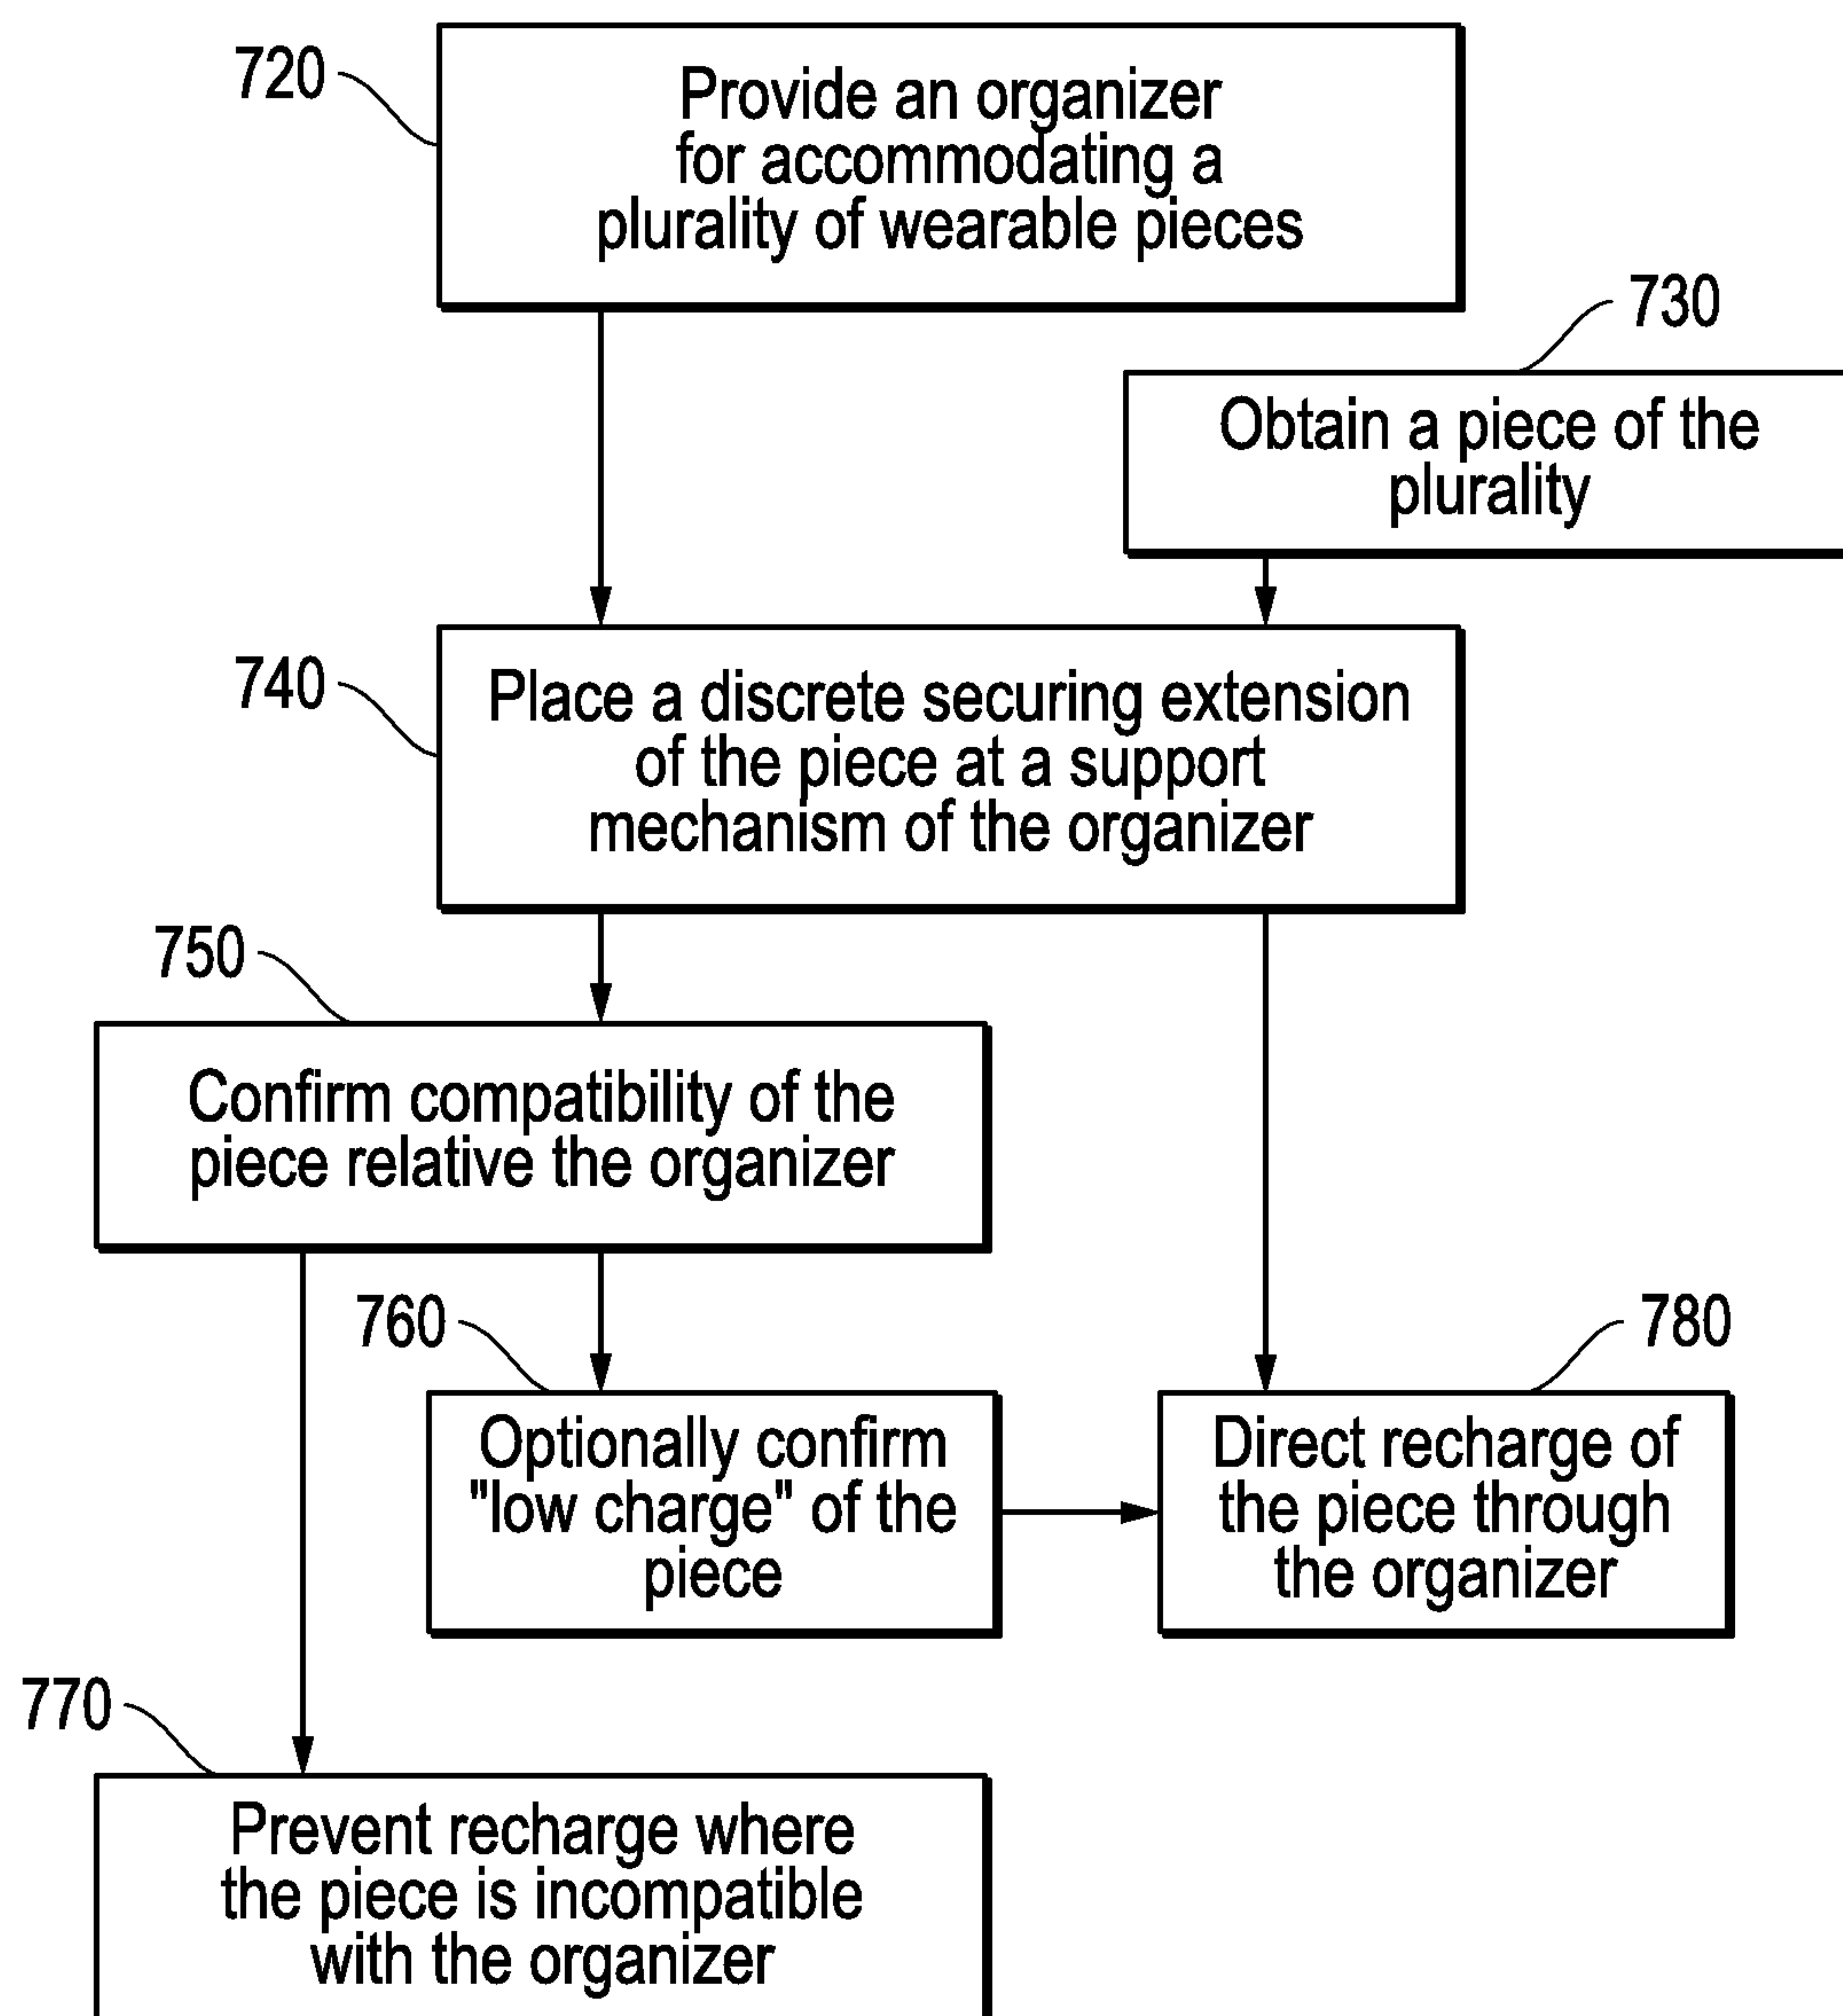 720
Provide an organizer
for accommodating a
plurality of wearable pieces
730
Obtain a piece of the
plurality
740
Place a discrete securing extension
of the piece at a support
mechanism of the organizer
750
Confirm compatibility of the
piece relative the organizer
760
Optionally confirm
"low charge" of the
piece
780
Direct recharge of
the piece through
the organizer
770
Prevent recharge where
the piece is incompatible
with the organizer